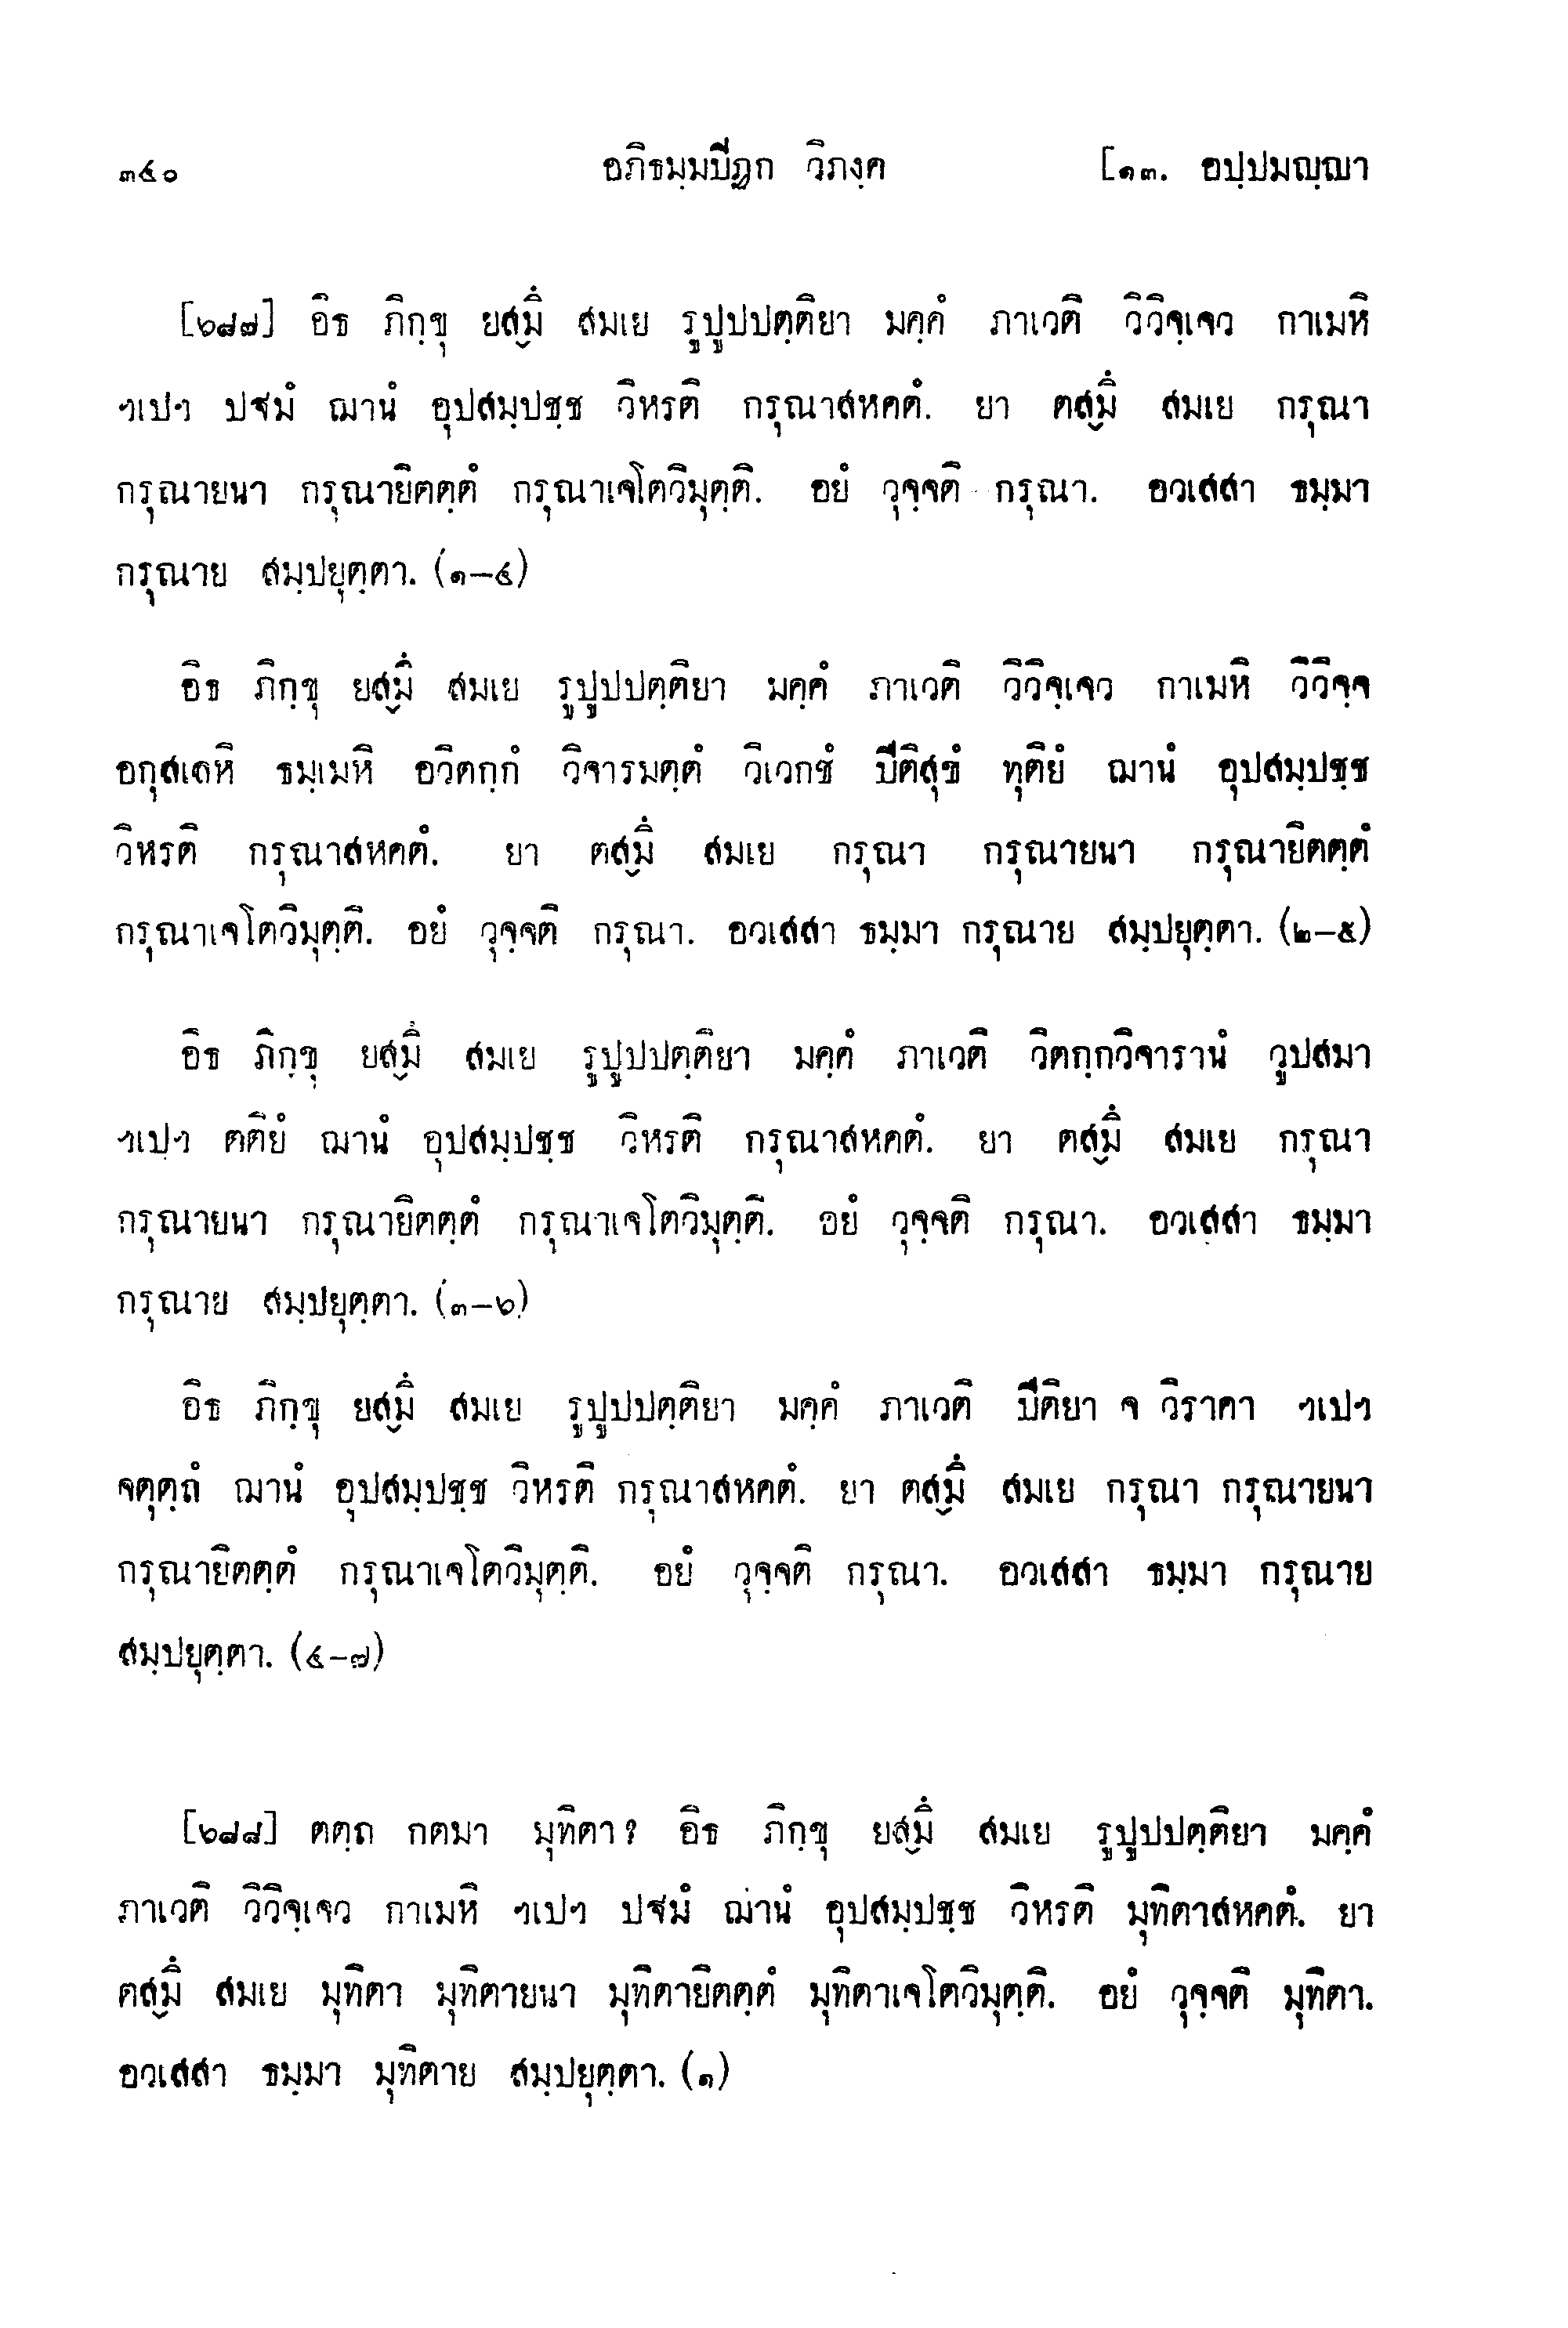 ๓๔๐ อภิธมฺมปีฏก วิภงฺค [๑๓. อปฺปมญฺญา
[๖๘๗] อิธ ภิกฺขุ ยสฺมิํ สมเย รูปูปปตฺติยา มคฺคํ ภาเวติ วิวิจฺเจว กาเมหิ
ฯเปฯ ปฐมํ ฌานํ อุปสมฺปชฺช วิหรติ กรุณาสหคตํ. ยา ตสฺมิํ สมเย กรุณา
กรุณายนา กรุณายิตตฺตํ กรุณาเจโตวิมุตฺติ. อยํ วุจฺจติ กรุณา. อวเสสา ธมฺมา
กรุณาย สมฺปยุตฺตา. (๑–๔)
อิธ ภิกฺขุ ยสฺมิํ สมเย รูปูปปตฺติยา มคฺคํ ภาเวติ วิวิจฺเจว กาเมหิ วิวิจฺจ
อกุสเลหิ ธมฺเมหิ อวิตกฺกํ วิจารมตฺตํ วิเวกชํ ปีติสุขํ ทุติยํ ฌานํ อุปสมฺปชฺช
วิหรติ กรุณาสหคตํ. ยา ตสฺมิํ สมเย กรุณา กรุณายนา กรุณายิตตฺตํ
กรุณาเจโตวิมุตฺติ. อยํ วุจฺจติ กรุณา. อวเสสา ธมฺมา กรุณาย สมฺปยุตฺตา. (๒–๕)
อิธ ภิกฺขุ ยสฺมิํ สมเย รูปูปปตฺติยา มคฺคํ ภาเวติ วิตกฺกวิจารานํ วูปสมา
ฯเปฯ ตติยํ ฌานํ อุปสมฺปชฺช วิหรติ กรุณาสหคตํ. ยา ตสฺมิํ สมเย กรุณา
กรุณายนา กรุณายิตตฺตํ กรุณาเจโตวิมุตฺติ. อยํ วุจฺจติ กรุณา. อวเสสา ธมฺมา
กรุณาย สมฺปยุตฺตา. (๓–๖)
อิธ ภิกฺขุ ยสฺมิํ สมเย รูปูปปตฺติยา มคฺคํ ภาเวติ ปีติยา จ วิราคา ฯเปฯ
จตุตฺถํ ฌานํ อุปสมฺปชฺช วิหรติ กรุณาสหคตํ. ยา ตสฺมิํ สมเย กรุณา กรุณายนา
กรุณายิตตฺตํ กรุณาเจโตวิมุตฺติ. อยํ วุจฺจติ กรุณา. อวเสสา ธมฺมา กรุณาย
สมฺปยุตฺตา. (๔–๗)
[๖๘๘] ตตฺถ กตมา มุทิตา? อิธ ภิกฺขุ ยสฺมิํ สมเย รูปูปปตฺติยา มคฺคํ
ภาเวติ วิวิจฺเจว กาเมหิ ฯเปฯ ปฐมํ ฌานํ อุปสมฺปชฺช วิหรติ มุทิตาสหคตํ. ยา
ตสฺมิํ สมเย มุทิตา มุทิตายนา มุทิตายิตตฺตํ มุทิตาเจโตวิมุตฺติ. อยํ วุจฺจติ มุทิตา.
อวเสสา ธมฺมา มุทิตาย สมฺปยุตฺตา. (๑)